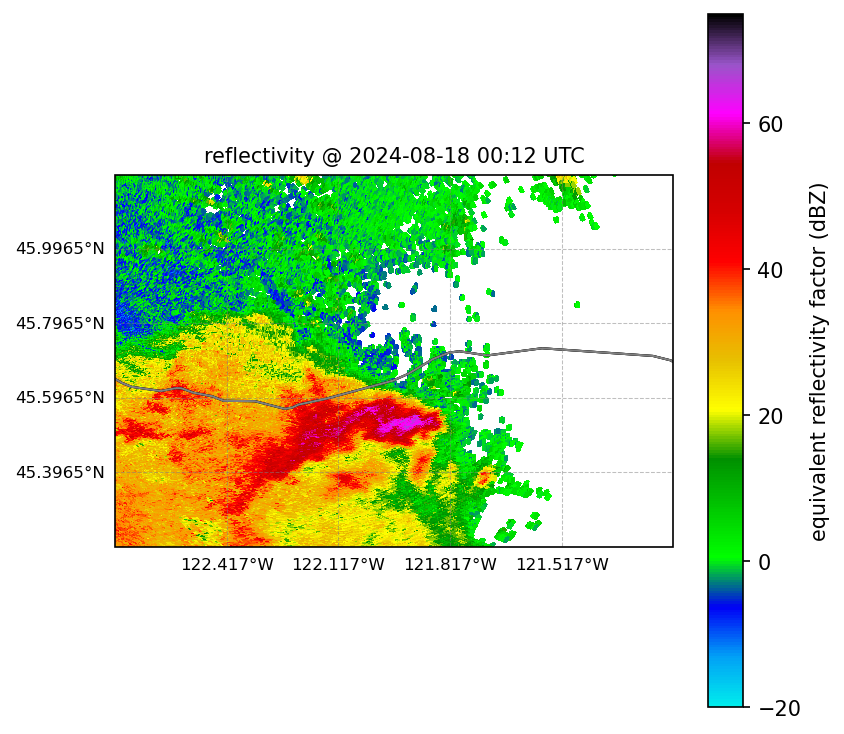 reflectivity @ 2024-08-18 00:12 UTC
45.9965°N
45.7965°N
45.5965°N
45.3965°N
122.417°W 122.117°W 121.817°W 121.517°W
60
40
20
0
−20
equivalent reflectivity factor (dBZ)